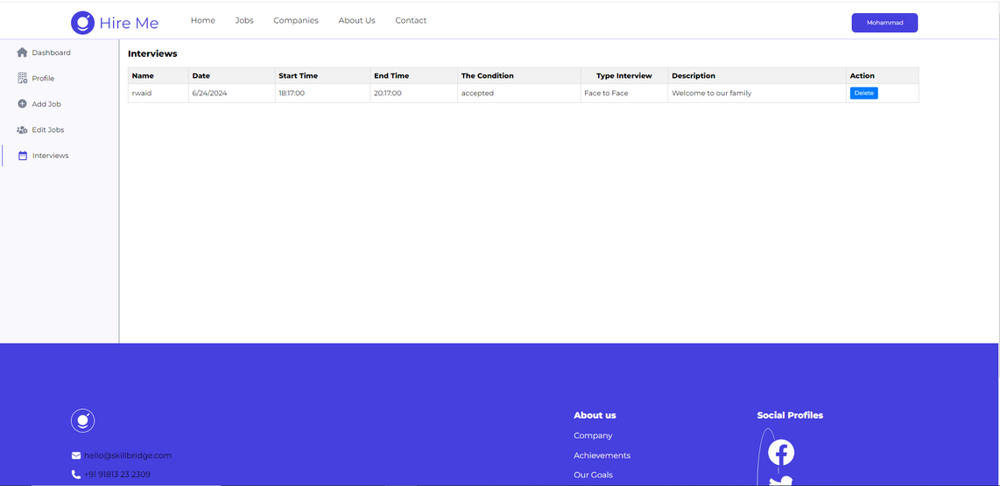 Hire Me Home Jobs Companies About Us Contact Mohammad
Dashboard
Profile
Add Job
Edit Jobs
Interviews
Interviews
Name Date Start Time End Time The Condition Type Interview Description Action
rwaid 6/24/2024 18:17:00 20:17:00 accepted Face to Face Welcome to our family Delete
hello@skillbridge.com
+91 91813 23 2309
About us
Company
Achievements
Our Goals
Social Profiles